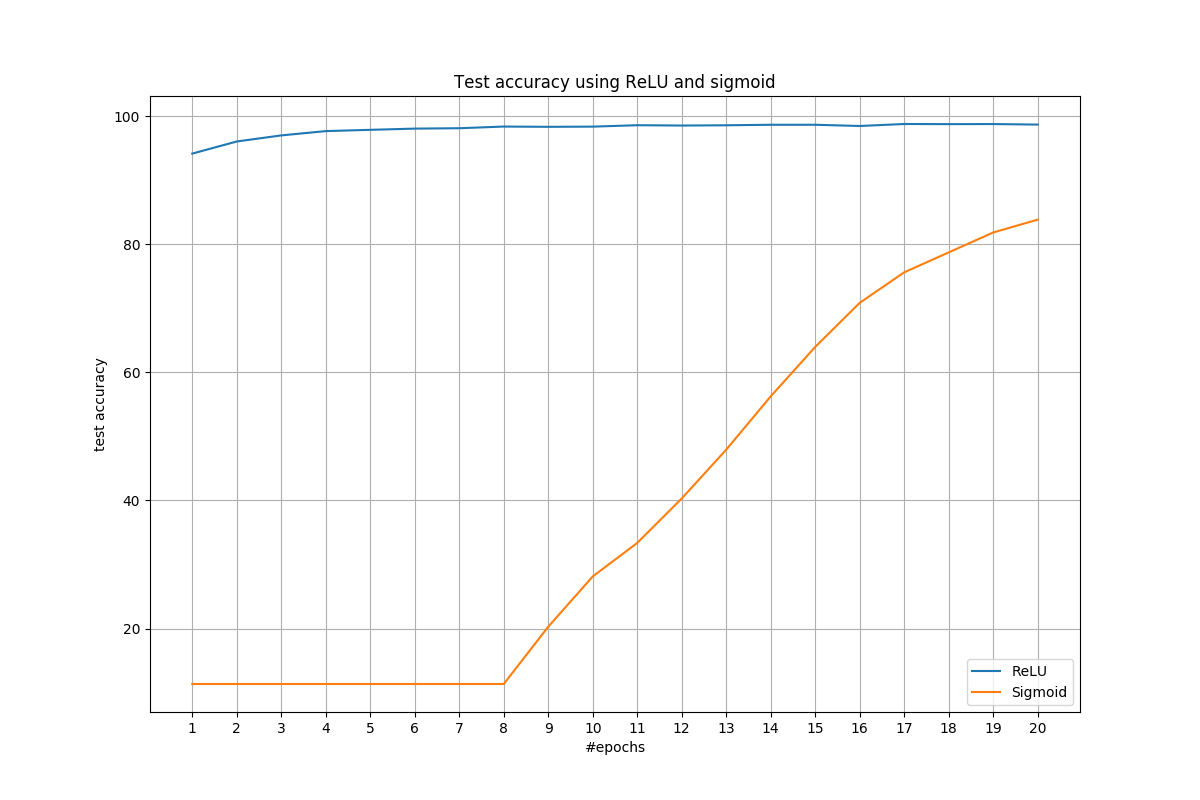 Test accuracy using ReLU and sigmoid
100
80
60
40
20
test accuracy
ReLU
Sigmoid
1 2 3 4 5 6 7 8 9 10 11 12 13 14 15 16 17 18 19 20
#epochs